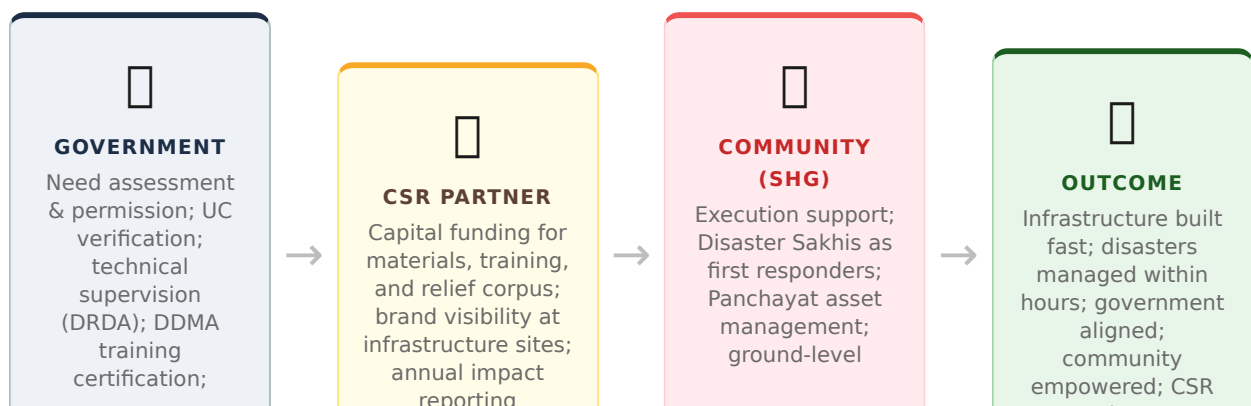 GOVERNMENT
Need assessment
& permission; UC
verification;
technical
supervision
(DRDA); DDMA
training
certification;
→
CSR PARTNER
Capital funding for
materials, training,
and relief corpus;
brand visibility at
infrastructure sites;
annual impact
reporting
→
COMMUNITY
(SHG)
Execution support;
Disaster Sakhis as
first responders;
Panchayat asset
management;
ground-level
→
OUTCOME
Infrastructure built
fast; disasters
managed within
hours; government
aligned;
community
empowered; CSR